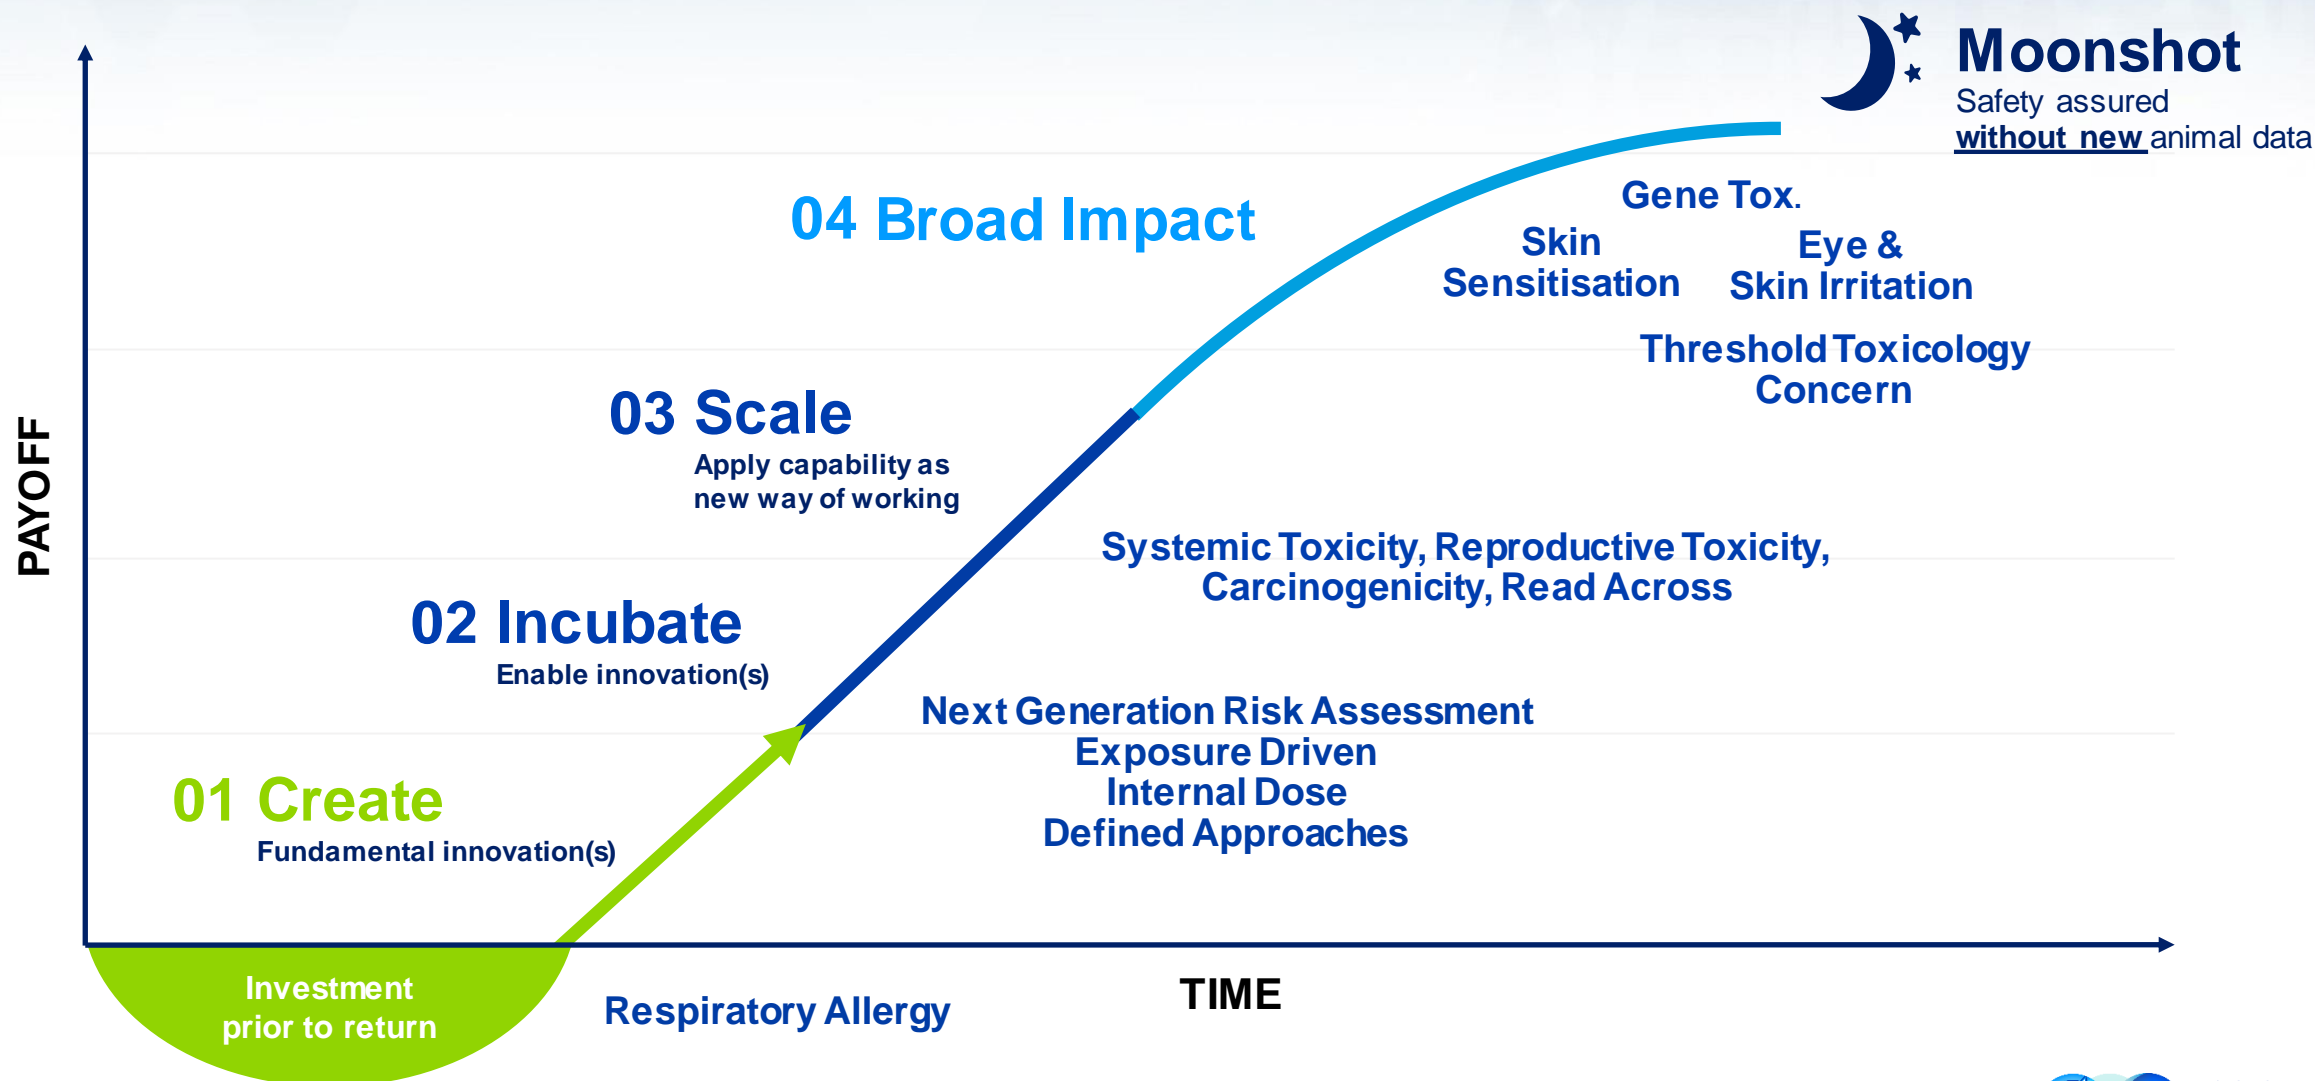 Moonshot
Safety assured
without new animal data
04 Broad Impact
Gene Tox.
Skin
Sensitisation
Eye &
Skin Irritation
Threshold Toxicology
Concern
03 Scale
Apply capability as
new way of working
PAYOFF
Systemic Toxicity, Reproductive Toxicity,
Carcinogenicity, Read Across
02 Incubate
Enable innovation(s)
Next Generation Risk Assessment
Exposure Driven
Internal Dose
Defined Approaches
01 Create
Fundamental innovation(s)
Investment
prior to return
Respiratory Allergy
TIME